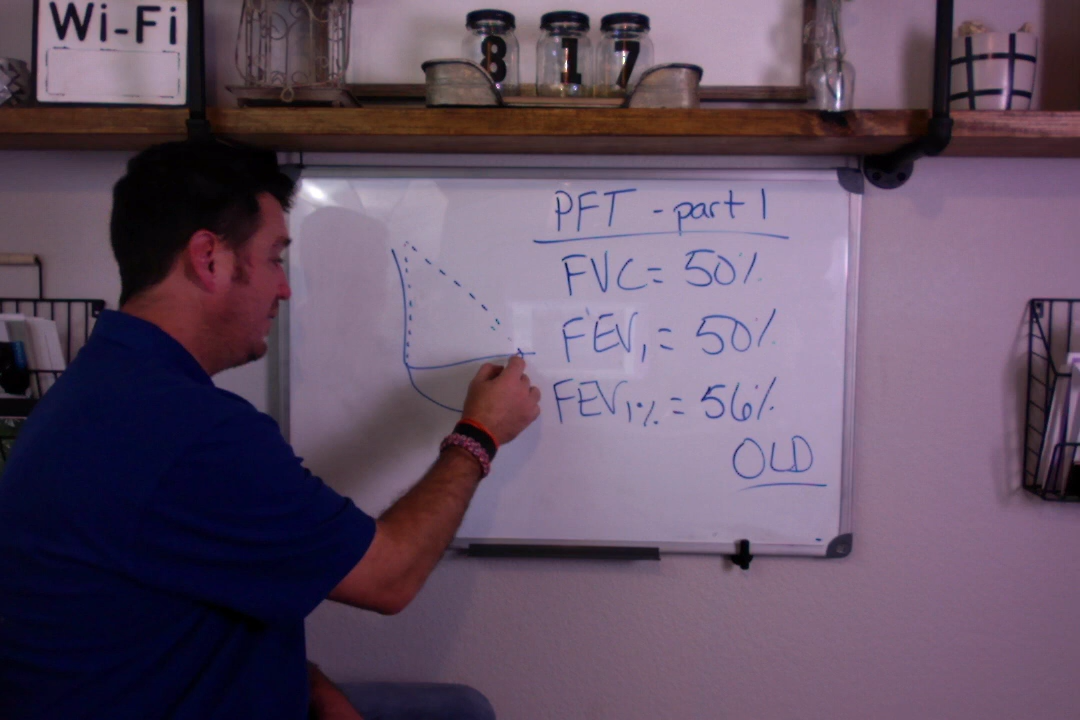 Wi-Fi
8 1 7
PFT - part 1
FVC = 50%
FEV₁ = 50%
FEV₁% = 56%
OLD